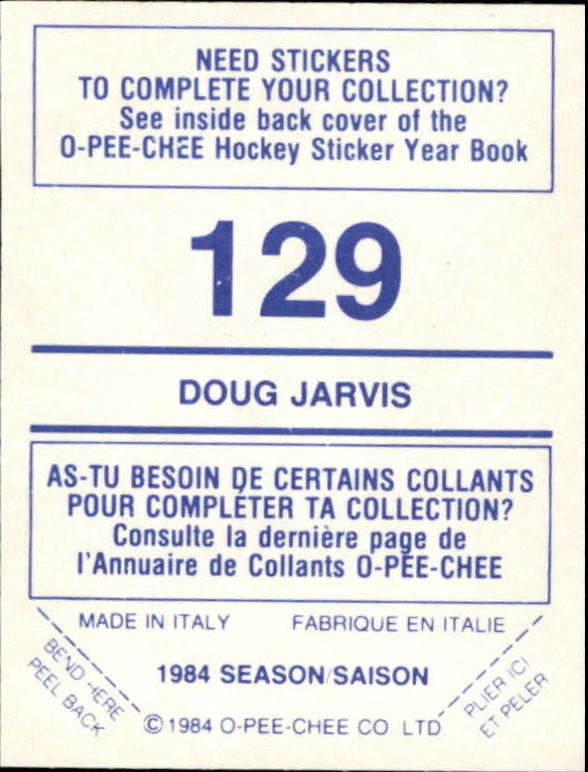 NEED STICKERS
TO COMPLETE YOUR COLLECTION?
See inside back cover of the
O-PEE-CHEE Hockey Sticker Year Book
129
DOUG JARVIS
AS-TU BESOIN DE CERTAINS COLLANTS
POUR COMPLÉTER TA COLLECTION?
Consulte la dernière page de
l'Annuaire de Collants O-PEE-CHEE
MADE IN ITALY FABRIQUE EN ITALIE
BEND HERE
PEEL BACK
1984 SEASON/SAISON
PLIER ICI
ET PELER
© 1984 O-PEE-CHEE CO. LTD.